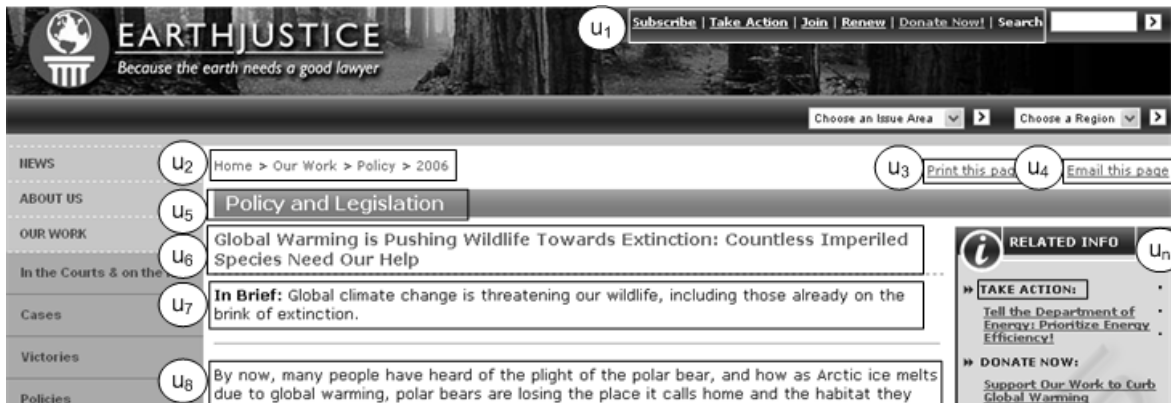 u1
Subscribe | Take Action | Join | Renew | Donate Now! | Search
EARTHJUSTICE
Because the earth needs a good lawyer
Choose an Issue Area
Choose a Region
NEWS
ABOUT US
OUR WORK
In the Courts & on the
Cases
Victories
Policies
u2
Home > Our Work > Policy > 2006
u3
Print this pag
u4
Email this page
u5
Policy and Legislation
u6
Global Warming is Pushing Wildlife Towards Extinction: Countless Imperiled
Species Need Our Help
u7
In Brief: Global climate change is threatening our wildlife, including those already on the
brink of extinction.
u8
By now, many people have heard of the plight of the polar bear, and how as Arctic ice melts
due to global warming, polar bears are losing the place it calls home and the habitat they
i
RELATED INFO
un
» TAKE ACTION:
Tell the Department of
Energy: Prioritize Energy
Efficiency!
» DONATE NOW:
Support Our Work to Curb
Global Warming